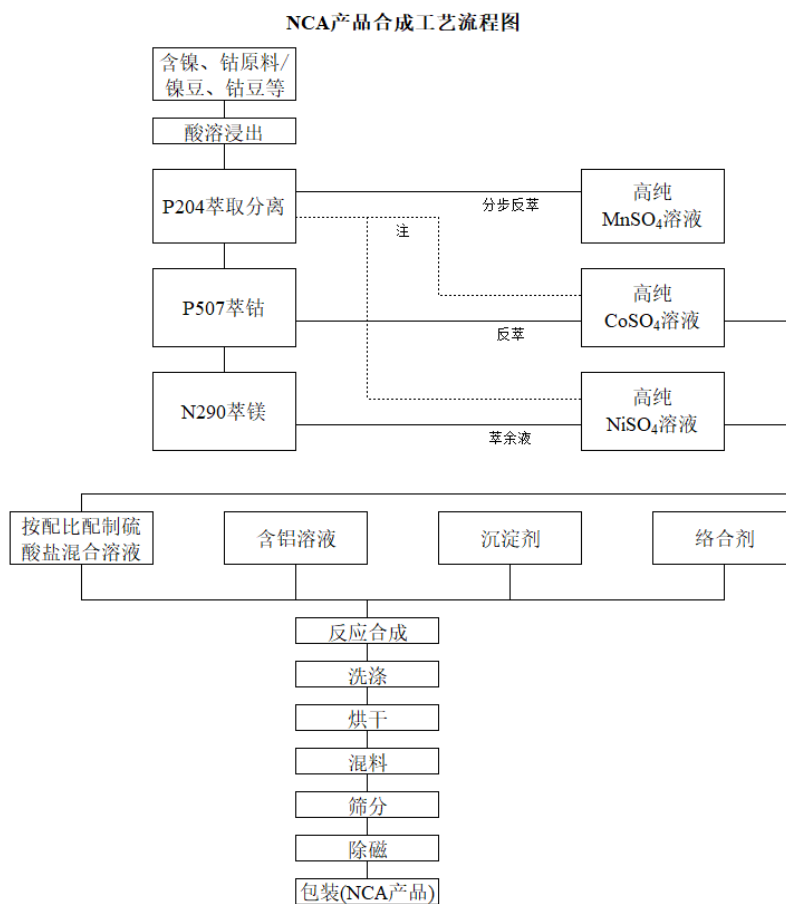 NCA产品合成工艺流程图
含镍、钴原料/
镍豆、钴豆等
酸溶浸出
P204萃取分离
分步反萃
高纯
MnSO₄溶液
注
P507萃钴
反萃
高纯
CoSO₄溶液
N290萃镁
萃余液
高纯
NiSO₄溶液
按配比配制硫
酸盐混合溶液
含铝溶液
沉淀剂
络合剂
反应合成
洗涤
烘干
混料
筛分
除磁
包装(NCA产品)